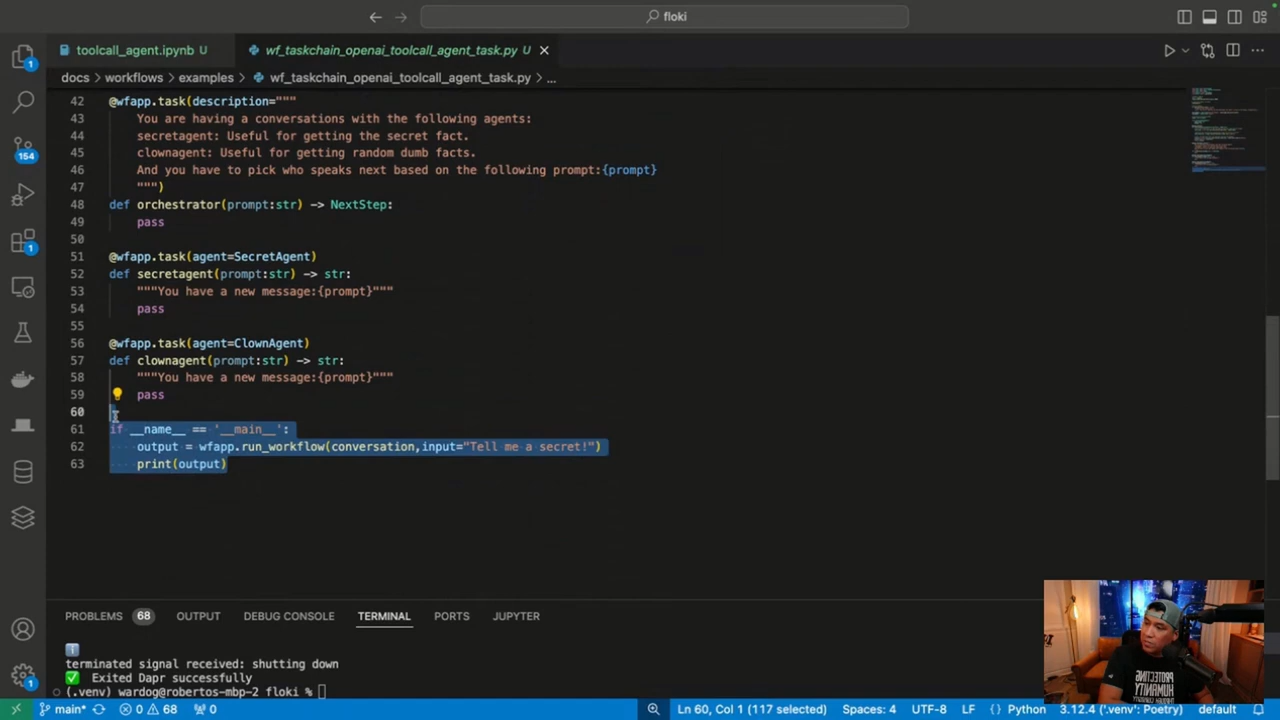 floki
toolcall_agent.ipynb U
wf_taskchain_openai_toolcall_agent_task.py U
docs > workflows > examples > wf_taskchain_openai_toolcall_agent_task.py > ...
42 @wfapp.task(description="""
43 You are having a conversations with the following agents:
44 secretagent: Useful for getting the secret fact.
45 clownagent: Useful for getting random dumb facts.
46 And you have to pick who speaks next based on the following prompt:{prompt}
47 """)
48 def orchestrator(prompt:str) -> NextStep:
49 pass
50
51 @wfapp.task(agent=SecretAgent)
52 def secretagent(prompt:str) -> str:
53 """You have a new message:{prompt}"""
54 pass
55
56 @wfapp.task(agent=ClownAgent)
57 def clownagent(prompt:str) -> str:
58 """You have a new message:{prompt}"""
59 pass
60
61 if __name__ == '__main__':
62 output = wfapp.run_workflow(conversation,input="Tell me a secret!")
63 print(output)
1
154
1
1
PROBLEMS 68 OUTPUT DEBUG CONSOLE TERMINAL PORTS JUPYTER
terminated signal received: shutting down
✅ Exited Dapr successfully
(.venv) wardog@robertos-mbp-2 floki %
PROTECTING
HUMANITY
main* 0 68 0 Ln 60, Col 1 (117 selected) Spaces: 4 UTF-8 LF {} Python 3.12.4 ('.venv': Poetry) default